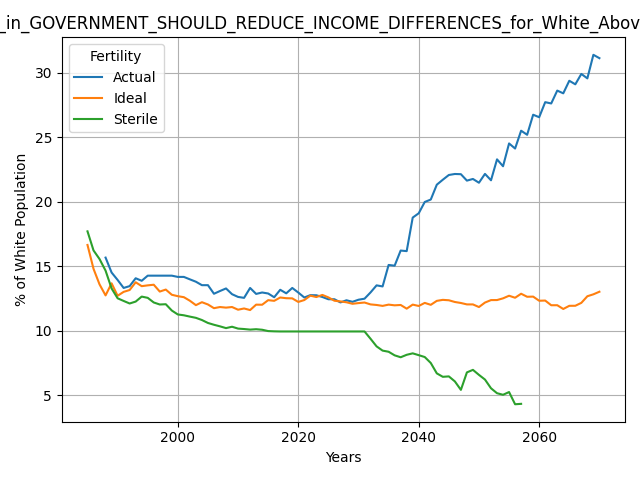 _in_GOVERNMENT_SHOULD_REDUCE_INCOME_DIFFERENCES_for_White_Abov
Fertility
Actual
Ideal
Sterile
% of White Population
30
25
20
15
10
5
2000 2020 2040 2060
Years